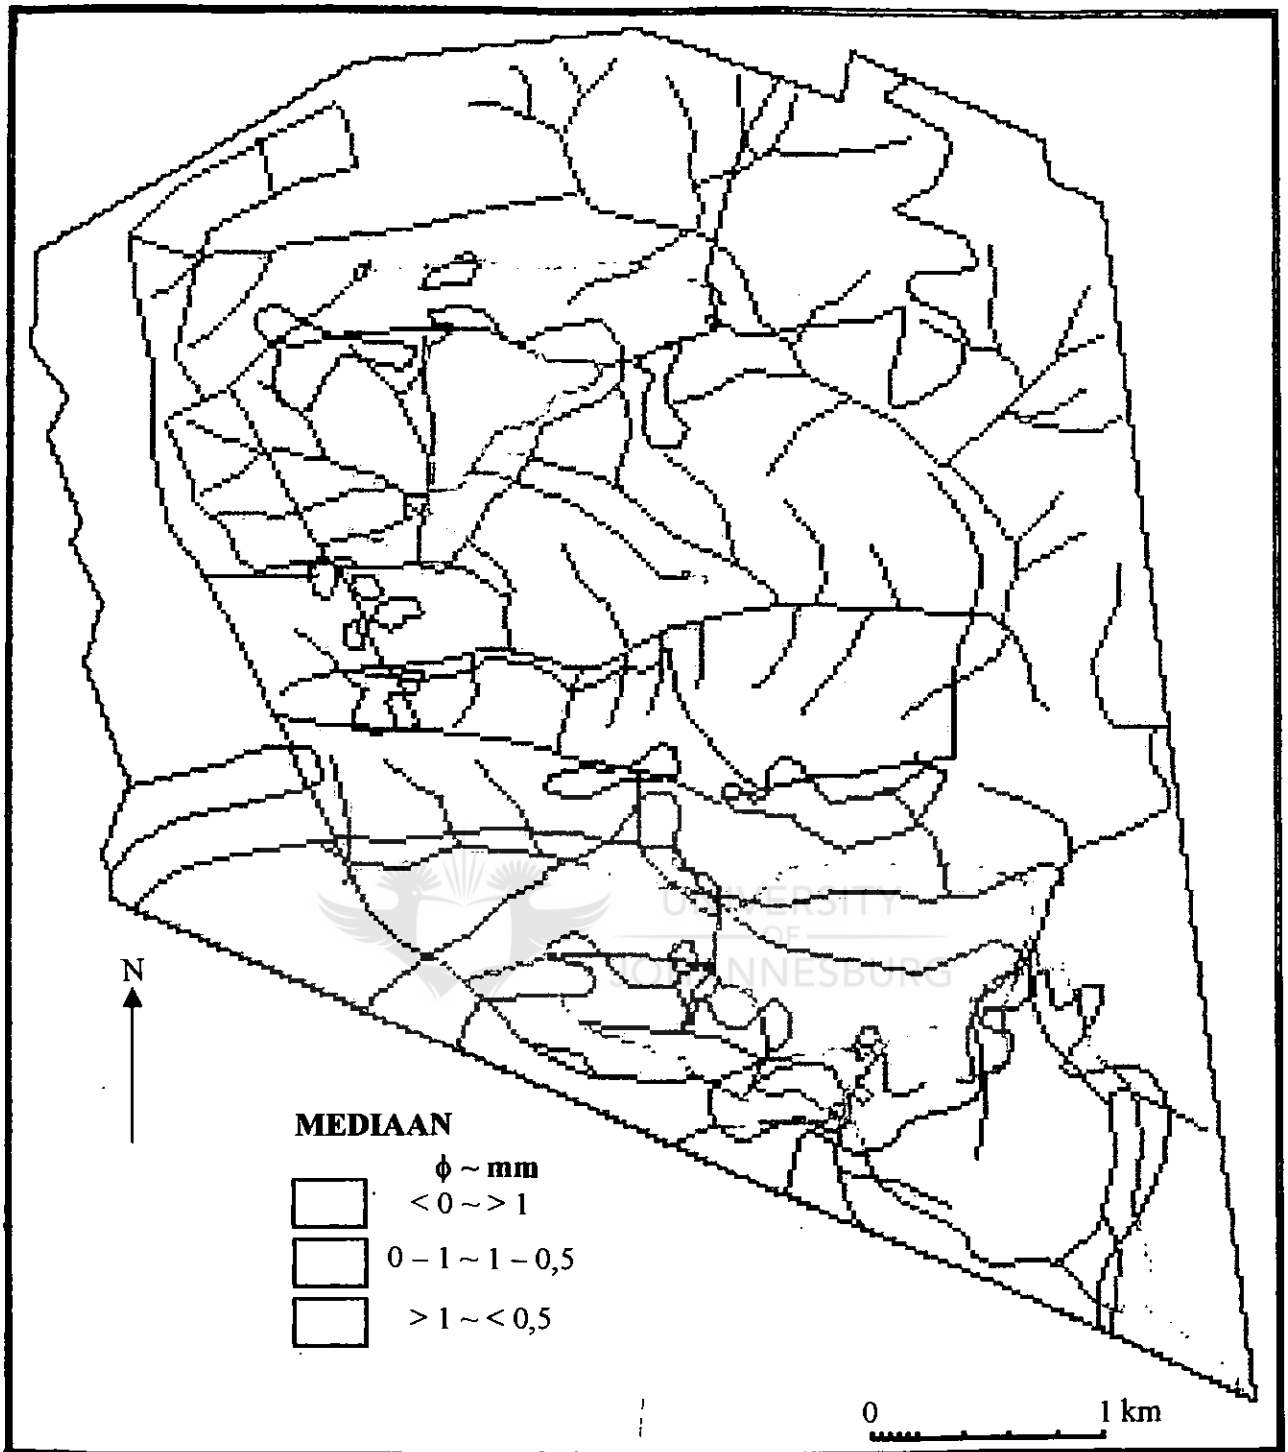 UNIVERSITY
OF
JOHANNESBURG
N
MEDIAAN
ϕ ~ mm
< 0 ~ > 1
0 – 1 ~ 1 – 0,5
> 1 ~ < 0,5
0 1 km